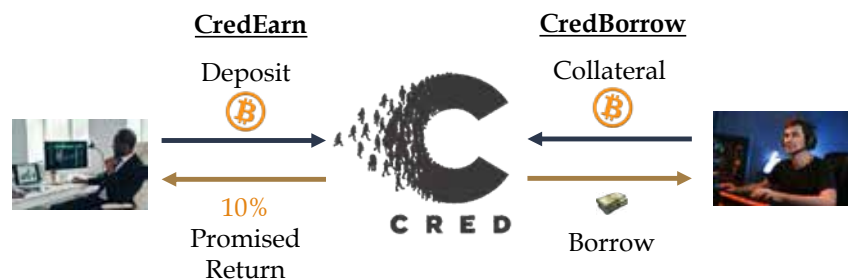 CredEarn
Deposit
10%
Promised
Return
CRED
CredBorrow
Collateral
Borrow